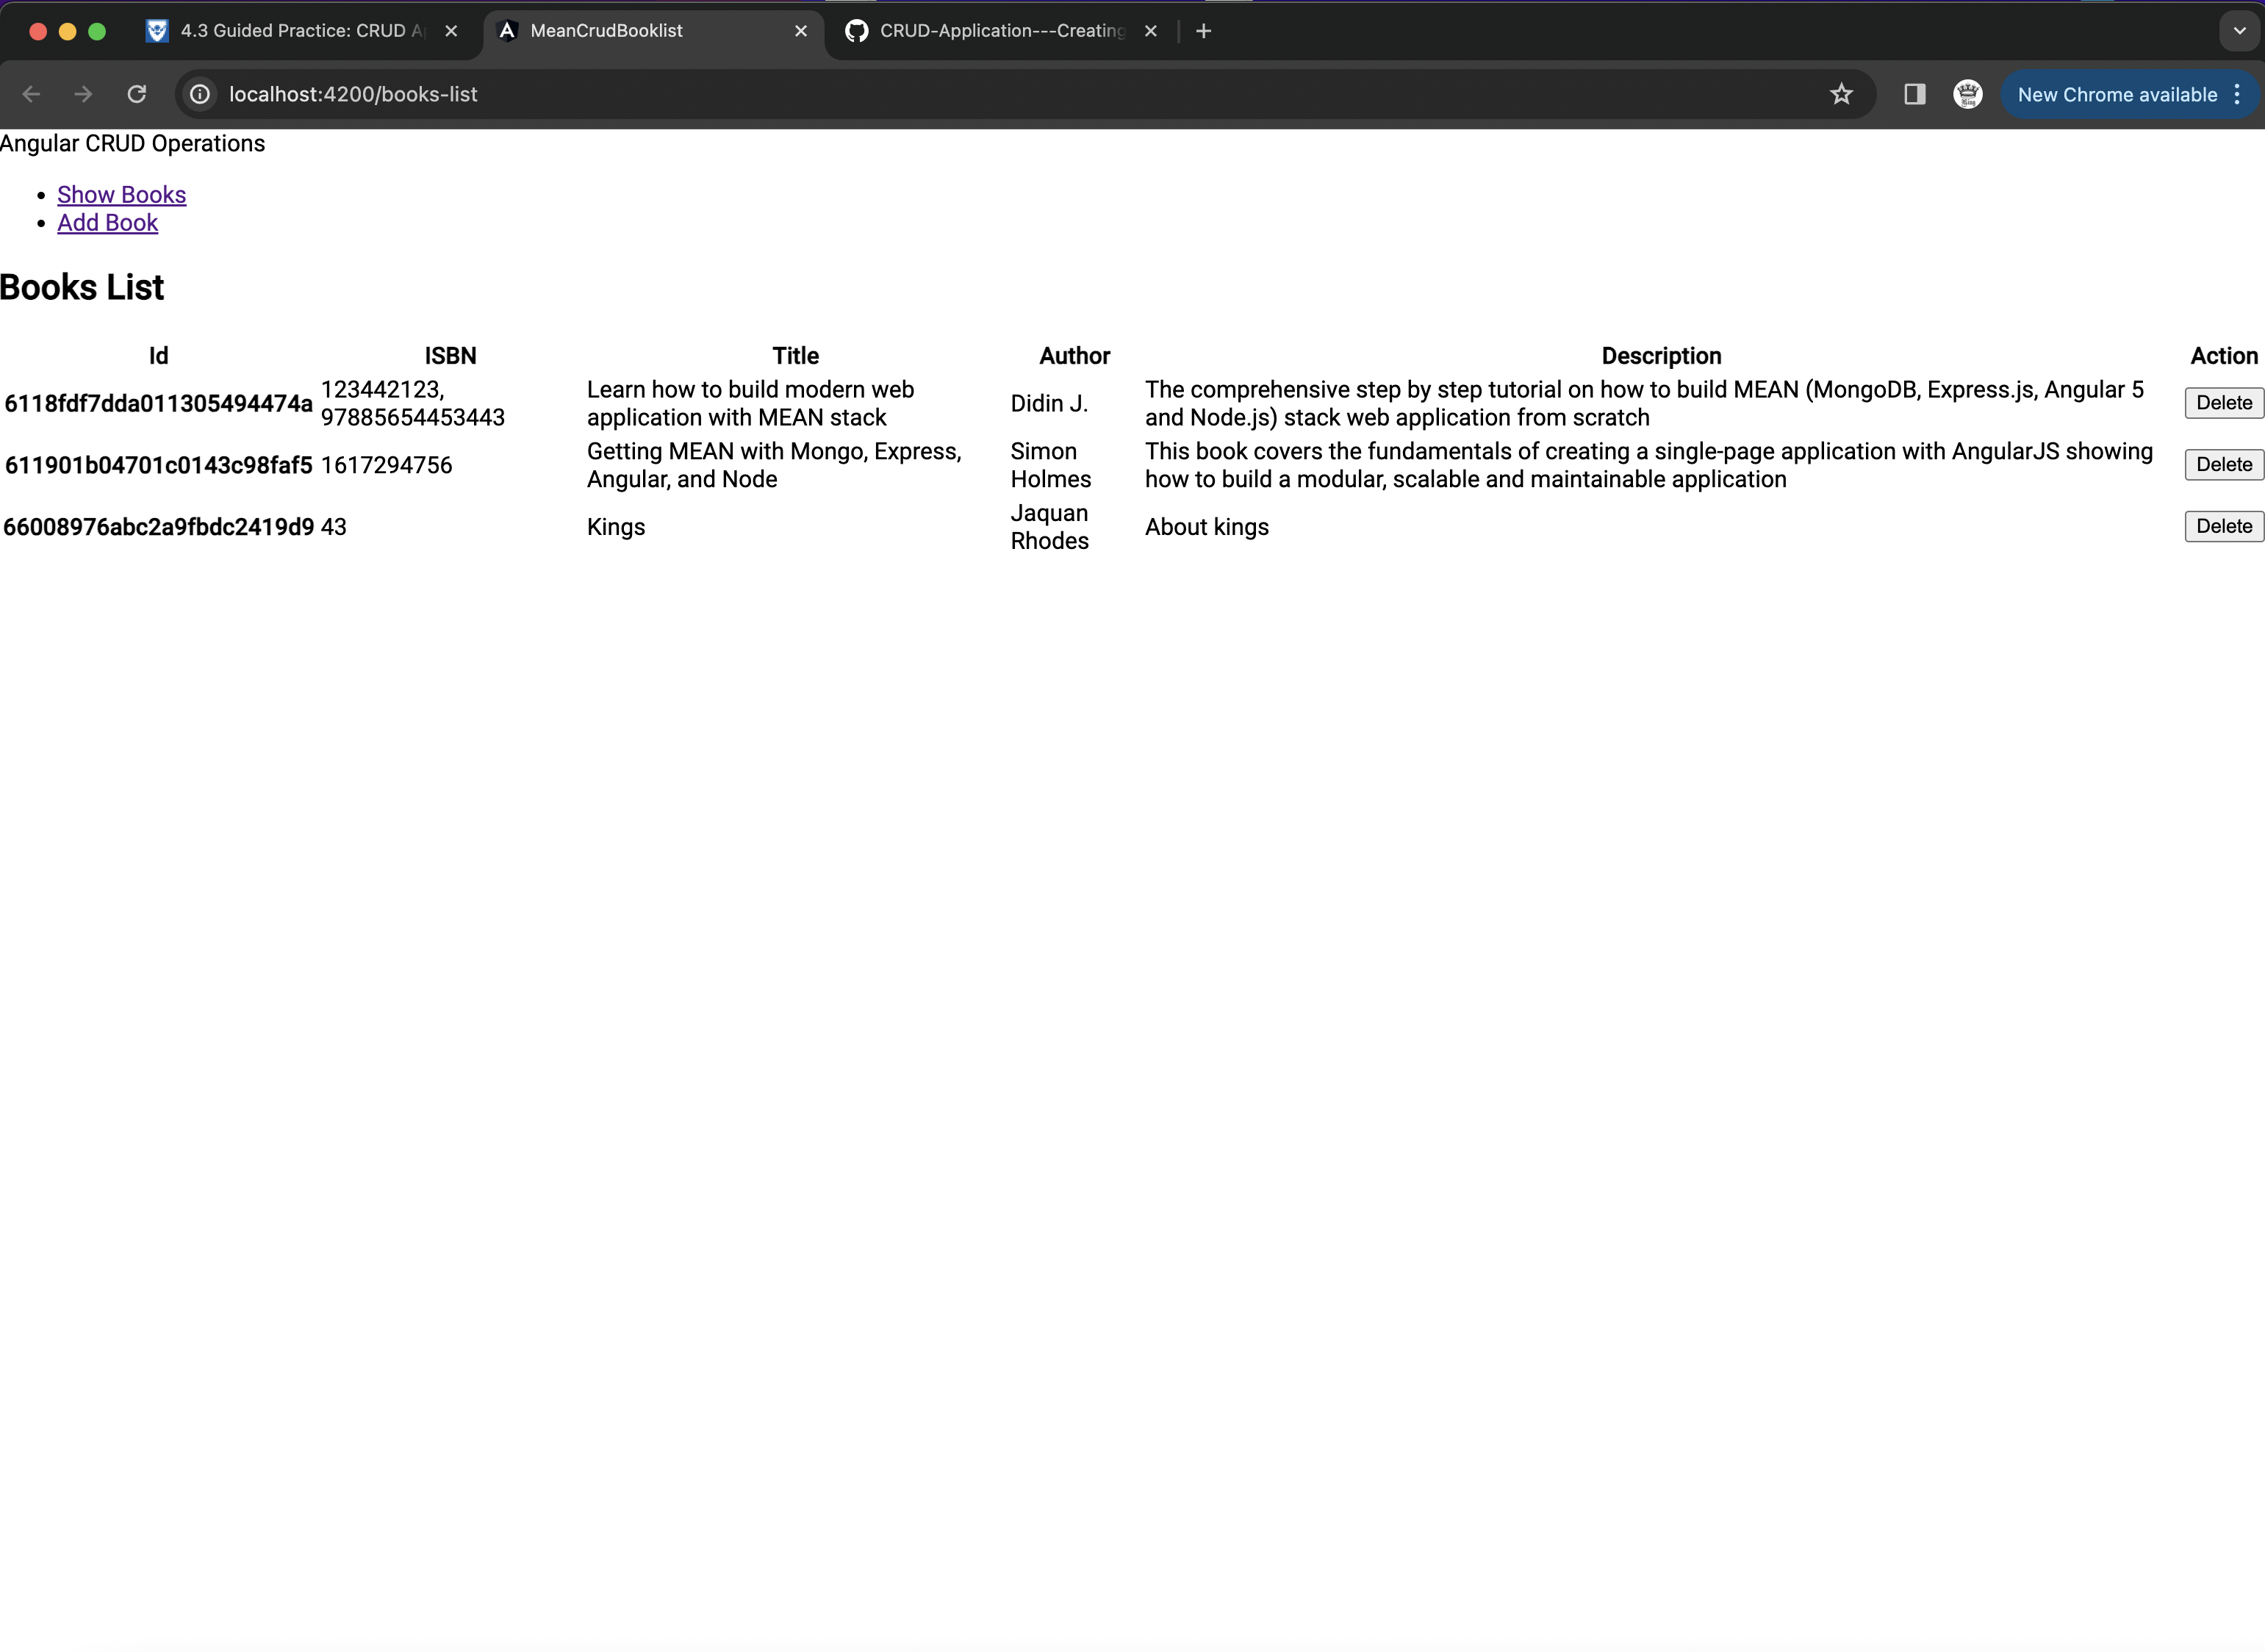 4.3 Guided Practice: CRUD A
MeanCrudBooklist
CRUD-Application---Creating
localhost:4200/books-list
New Chrome available
Angular CRUD Operations
Show Books
Add Book
Books List
Id ISBN Title Author Description Action
6118fdf7dda011305494474a 123442123, 97885654453443 Learn how to build modern web application with MEAN stack Didin J. The comprehensive step by step tutorial on how to build MEAN (MongoDB, Express.js, Angular 5 and Node.js) stack web application from scratch Delete
611901b04701c0143c98faf5 1617294756 Getting MEAN with Mongo, Express, Angular, and Node Simon Holmes This book covers the fundamentals of creating a single-page application with AngularJS showing how to build a modular, scalable and maintainable application Delete
66008976abc2a9fbdc2419d9 43 Kings Jaquan Rhodes About kings Delete